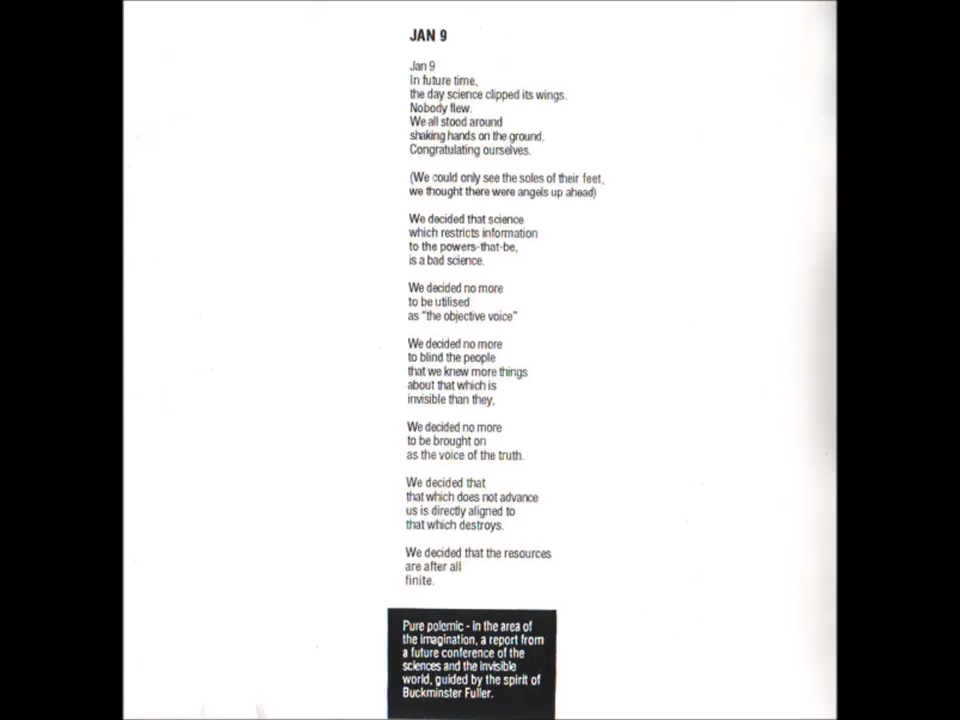 JAN 9
Jan 9
In future time,
the day science clipped its wings.
Nobody flew.
We all stood around
shaking hands on the ground.
Congratulating ourselves.
(We could only see the soles of their feet,
we thought there were angels up ahead)
We decided that science
which restricts information
to the powers-that-be,
is a bad science.
We decided no more
to be utilised
as "the objective voice"
We decided no more
to blind the people
that we knew more things
about that which is
invisible than they,
We decided no more
to be brought on
as the voice of the truth.
We decided that
that which does not advance
us is directly aligned to
that which destroys.
We decided that the resources
are after all
finite.
Pure polemic - in the area of
the imagination, a report from
a future conference of the
sciences and the invisible
world, guided by the spirit of
Buckminster Fuller.